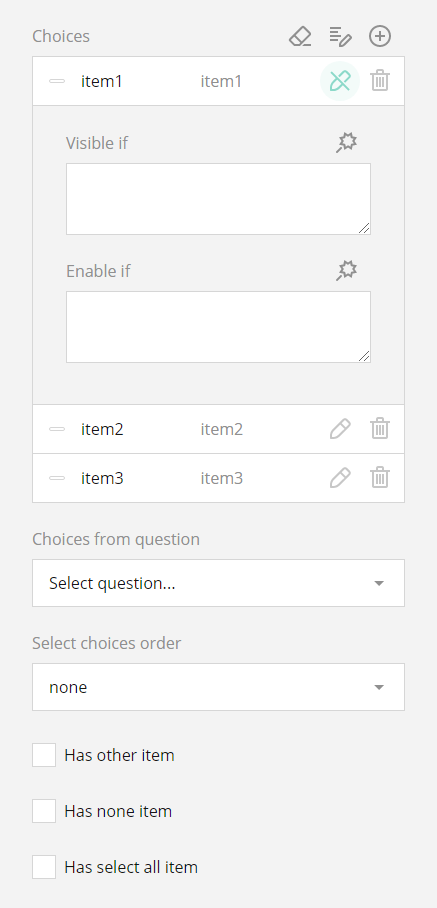 Choices
item1 item1
Visible if
Enable if
item2 item2
item3 item3
Choices from question
Select question...
Select choices order
none
Has other item
Has none item
Has select all item